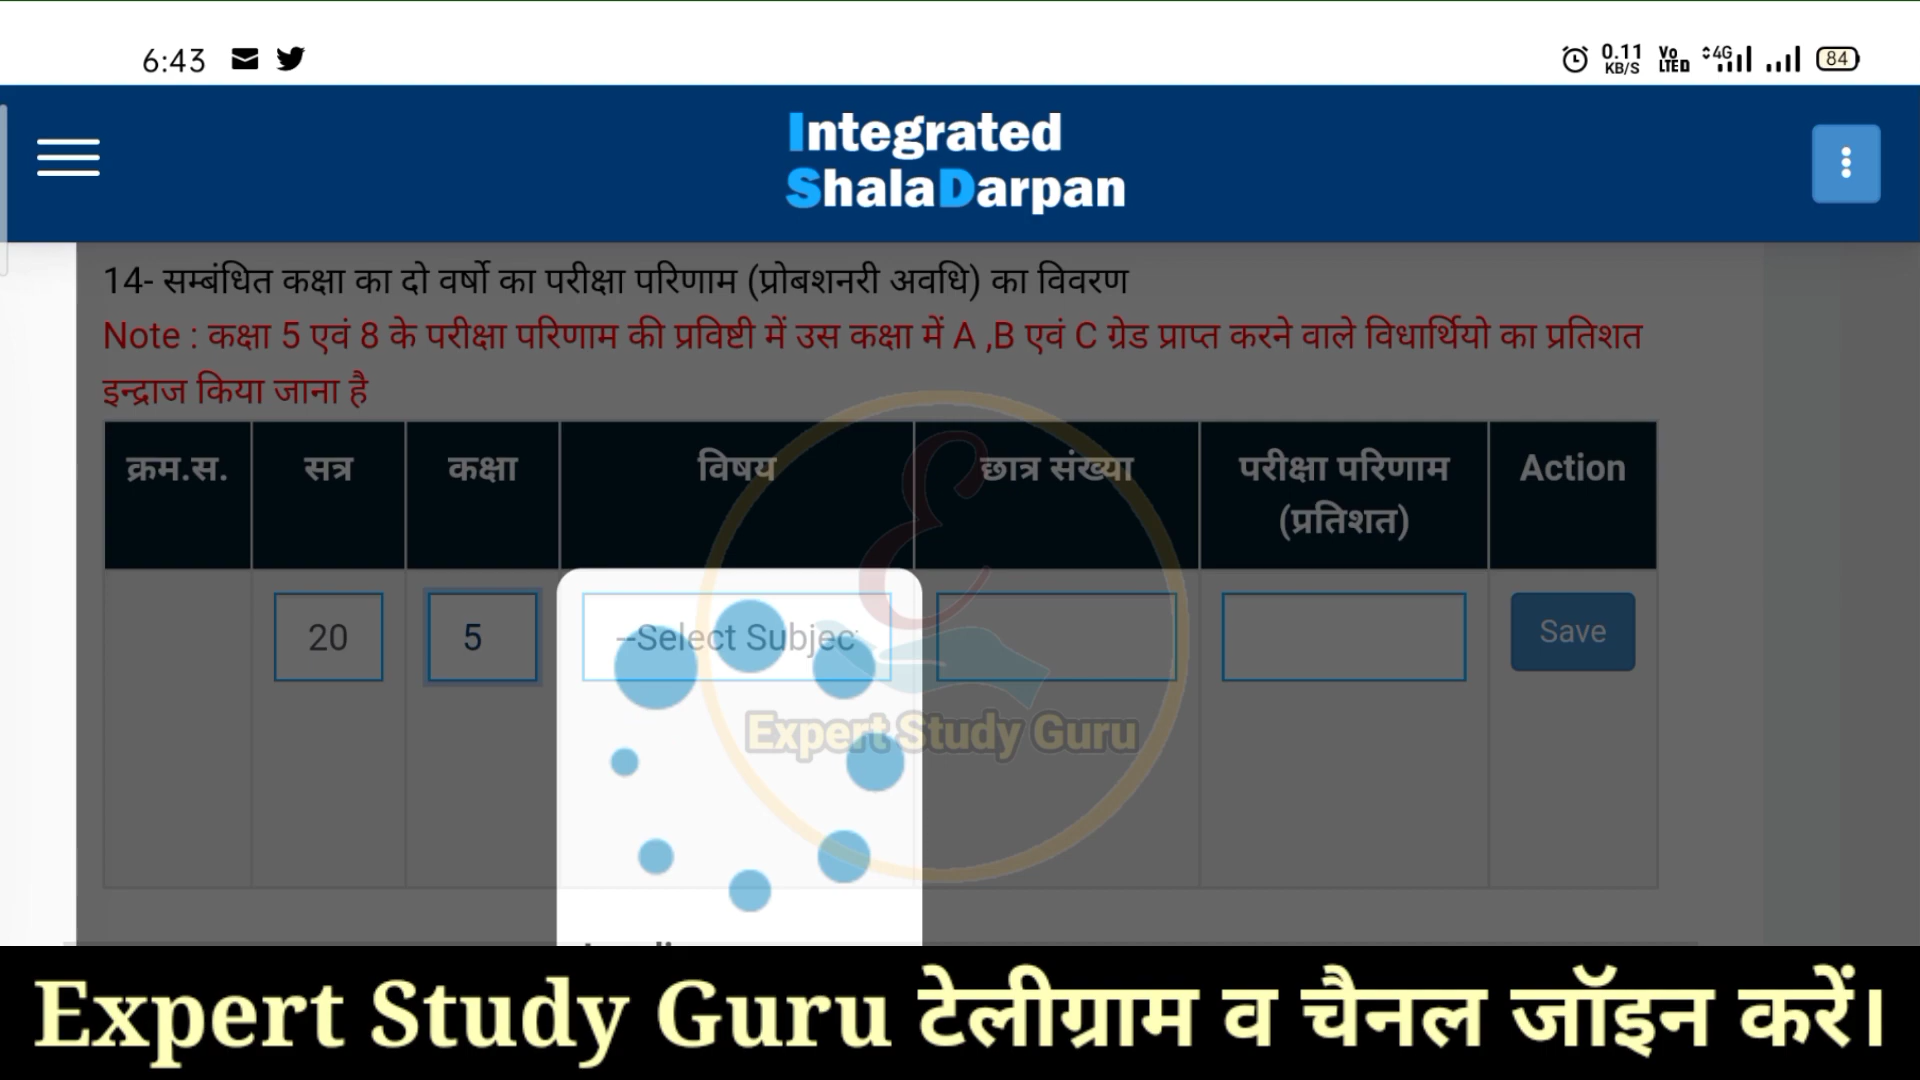 6:43
0.11 KB/S Vo LTE 4G 84
Integrated
ShalaDarpan
14- सम्बंधित कक्षा का दो वर्षो का परीक्षा परिणाम (प्रोबशनरी अवधि) का विवरण
Note : कक्षा 5 एवं 8 के परीक्षा परिणाम की प्रविष्टी में उस कक्षा में A ,B एवं C ग्रेड प्राप्त करने वाले विधार्थियो का प्रतिशत
इन्द्राज किया जाना है
क्रम.स. सत्र कक्षा विषय छात्र संख्या परीक्षा परिणाम Action
(प्रतिशत)
20 5 --Select Subjec Save
Expert Study Guru
Expert Study Guru टेलीग्राम व चैनल जॉइन करें।